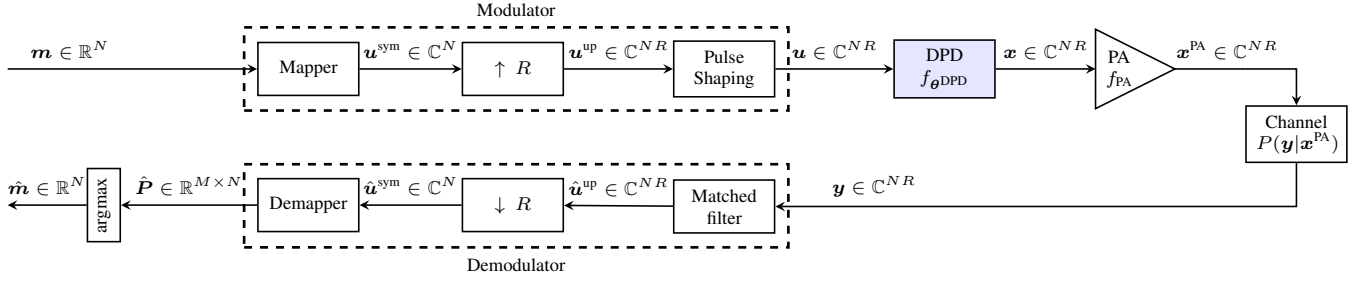 Modulator
𝒎 ∈ ℝ^N
Mapper
𝒖^sym ∈ ℂ^N
↑ R
𝒖^up ∈ ℂ^{NR}
Pulse
Shaping
𝒖 ∈ ℂ^{NR}
DPD
f_{𝜽^DPD}
𝒙 ∈ ℂ^{NR}
PA
f_PA
𝒙^PA ∈ ℂ^{NR}
Channel
P(𝒚|𝒙^PA)
𝒚 ∈ ℂ^{NR}
Matched
filter
𝒖̂^up ∈ ℂ^{NR}
↓ R
𝒖̂^sym ∈ ℂ^N
Demapper
𝑷̂ ∈ ℝ^{M×N}
argmax
𝒎̂ ∈ ℝ^N
Demodulator